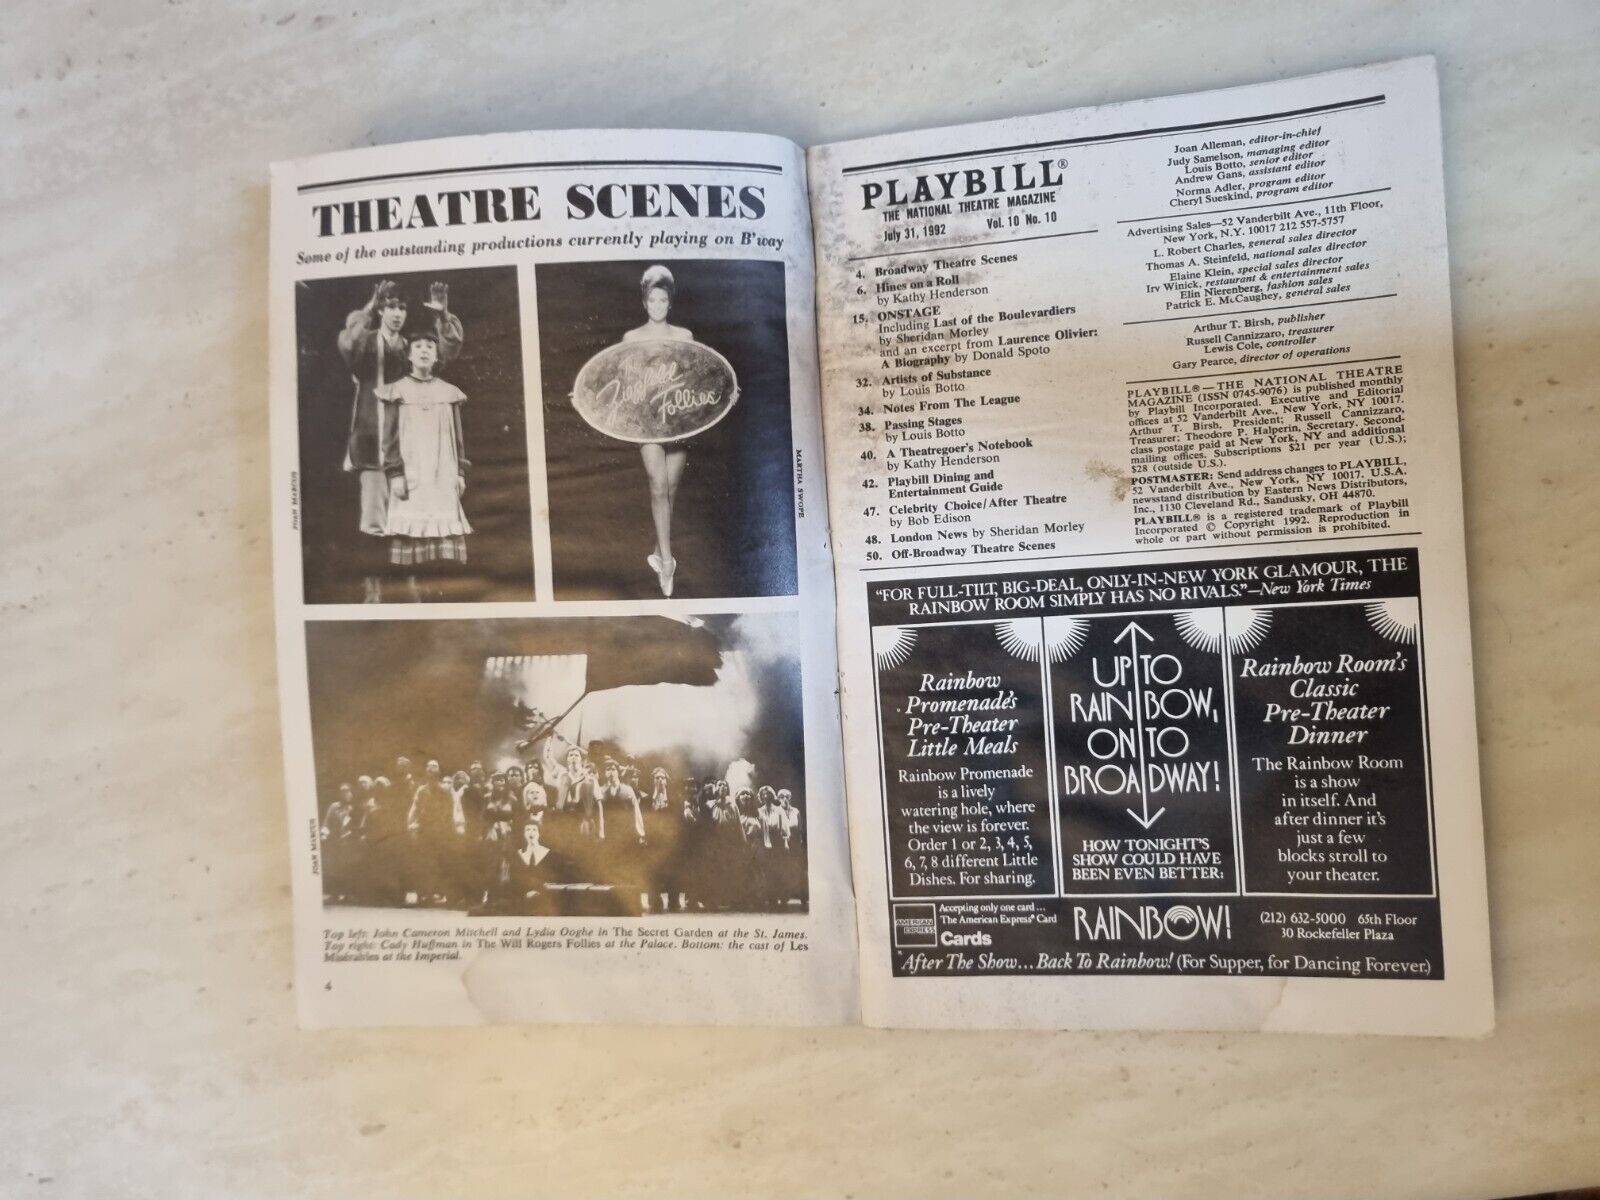 THEATRE SCENES
Some of the outstanding productions currently playing on B'way
JOAN MARCUS
The
Ziegfeld
Follies
MARTHA SWOPE
JOAN MARCUS
Top left: John Cameron Mitchell and Lydia Ooghe in The Secret Garden at the St. James.
Top right: Cady Huffman in The Will Rogers Follies at the Palace. Bottom: the cast of Les
Misérables at the Imperial.
4
PLAYBILL®
THE NATIONAL THEATRE MAGAZINE
July 31, 1992 Vol. 10 No. 10
4. Broadway Theatre Scenes
6. Hines on a Roll
by Kathy Henderson
15. ONSTAGE
Including Last of the Boulevardiers
by Sheridan Morley
and an excerpt from Laurence Olivier:
A Biography by Donald Spoto
32. Artists of Substance
by Louis Botto
34. Notes From The League
38. Passing Stages
by Louis Botto
40. A Theatregoer's Notebook
by Kathy Henderson
42. Playbill Dining and
Entertainment Guide
47. Celebrity Choice/After Theatre
by Bob Edison
48. London News by Sheridan Morley
50. Off-Broadway Theatre Scenes
Joan Alleman, editor-in-chief
Judy Samelson, managing editor
Louis Botto, senior editor
Andrew Gans, assistant editor
Norma Adler, program editor
Cheryl Sueskind, program editor
Advertising Sales—52 Vanderbilt Ave., 11th Floor,
New York, N.Y. 10017 212 557-5757
L. Robert Charles, general sales director
Thomas A. Steinfeld, national sales director
Elaine Klein, special sales director
Irv Winick, restaurant & entertainment sales
Elin Nierenberg, fashion sales
Patrick E. McCaughey, general sales
Arthur T. Birsh, publisher
Russell Cannizzaro, treasurer
Lewis Cole, controller
Gary Pearce, director of operations
PLAYBILL®—THE NATIONAL THEATRE
MAGAZINE (ISSN 0745-9076) is published monthly
by Playbill Incorporated. Executive and Editorial
offices at 52 Vanderbilt Ave., New York, NY 10017.
Arthur T. Birsh, President; Russell Cannizzaro,
Treasurer; Theodore P. Halperin, Secretary. Second-
class postage paid at New York, NY and additional
mailing offices. Subscriptions $21 per year (U.S.);
$28 (outside U.S.).
POSTMASTER: Send address changes to PLAYBILL,
52 Vanderbilt Ave., New York, NY 10017. U.S.A.
newsstand distribution by Eastern News Distributors,
Inc., 1130 Cleveland Rd., Sandusky, OH 44870.
PLAYBILL® is a registered trademark of Playbill
Incorporated © Copyright 1992. Reproduction in
whole or part without permission is prohibited.
"FOR FULL-TILT, BIG-DEAL, ONLY-IN-NEW YORK GLAMOUR, THE
RAINBOW ROOM SIMPLY HAS NO RIVALS."—New York Times
Rainbow
Promenade's
Pre-Theater
Little Meals
Rainbow Promenade
is a lively
watering hole, where
the view is forever.
Order 1 or 2, 3, 4, 5,
6, 7, 8 different Little
Dishes. For sharing.
UP TO
RAINBOW,
ON TO
BROADWAY!
HOW TONIGHT'S
SHOW COULD HAVE
BEEN EVEN BETTER:
Rainbow Room's
Classic
Pre-Theater
Dinner
The Rainbow Room
is a show
in itself. And
after dinner it's
just a few
blocks stroll to
your theater.
AMERICAN
EXPRESS
Accepting only one card...
The American Express® Card
Cards
RAINBOW!
(212) 632-5000 65th Floor
30 Rockefeller Plaza
"After The Show...Back To Rainbow! (For Supper, for Dancing Forever.)